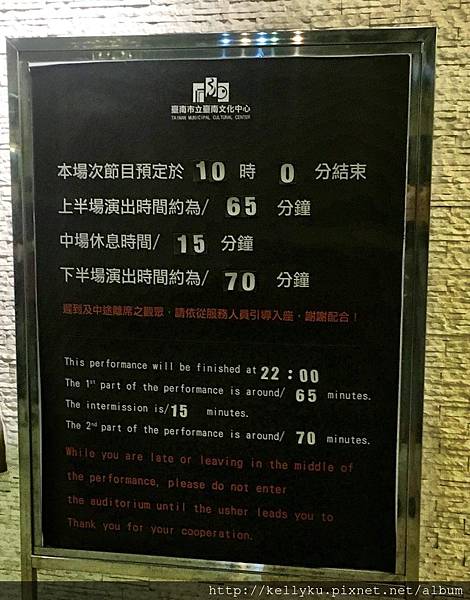 臺南市立臺南文化中心
TAINAN MUNICIPAL CULTURAL CENTER
本場次節目預定於 10 時 0 分結束
上半場演出時間約為/ 65 分鐘
中場休息時間/ 15 分鐘
下半場演出時間約為/ 70 分鐘
遲到及中途離席之觀眾，請依從服務人員引導入座，謝謝配合！
This performance will be finished at 22：00
The 1st part of the performance is around/ 65 minutes.
The intermission is/15 minutes.
The 2nd part of the performance is around/ 70 minutes.
While you are late or leaving in the middle of
the performance, please do not enter
the auditorium until the usher leads you to
Thank you for your cooperation.
http://kellyku.pixnet.net/album